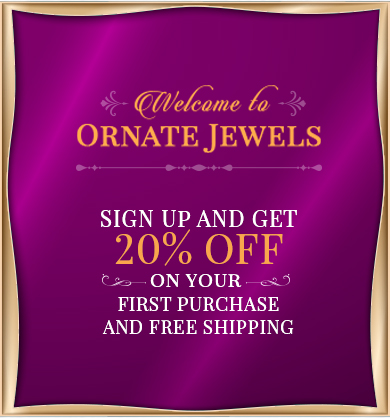 Welcome to
ORNATE JEWELS
SIGN UP AND GET
20% OFF
ON YOUR
FIRST PURCHASE
AND FREE SHIPPING